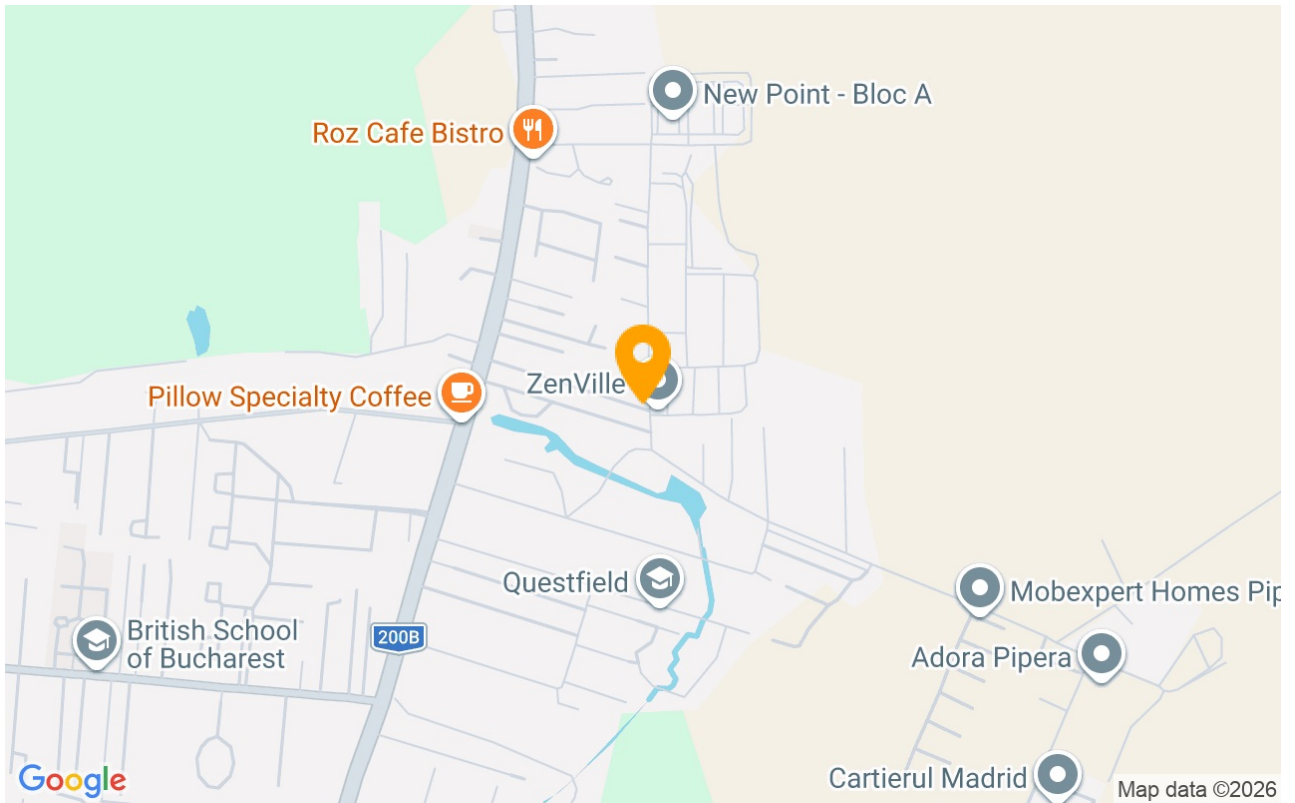 New Point - Bloc A
Roz Cafe Bistro
ZenVille
Pillow Specialty Coffee
Questfield
Mobexpert Homes Pip
British School
of Bucharest
200B
Adora Pipera
Cartierul Madrid
Google
Map data ©2026